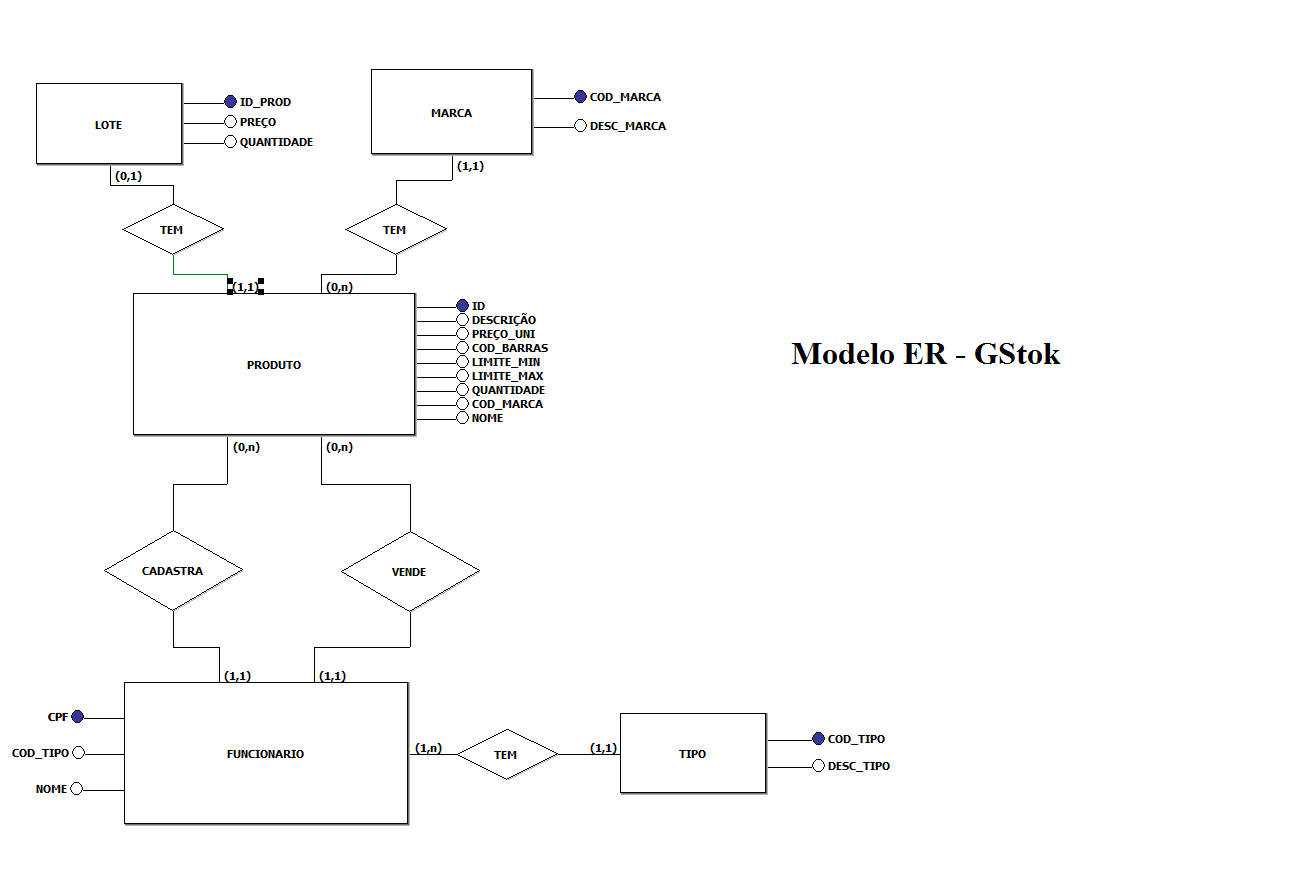 LOTE
ID_PROD
PREÇO
QUANTIDADE
(0,1)
MARCA
COD_MARCA
DESC_MARCA
(1,1)
TEM
TEM
(1,1)
(0,n)
PRODUTO
ID
DESCRIÇÃO
PREÇO_UNI
COD_BARRAS
LIMITE_MIN
LIMITE_MAX
QUANTIDADE
COD_MARCA
NOME
Modelo ER - GStok
(0,n)
(0,n)
CADASTRA
VENDE
(1,1)
(1,1)
CPF
COD_TIPO
NOME
FUNCIONARIO
(1,n)
TEM
(1,1)
TIPO
COD_TIPO
DESC_TIPO